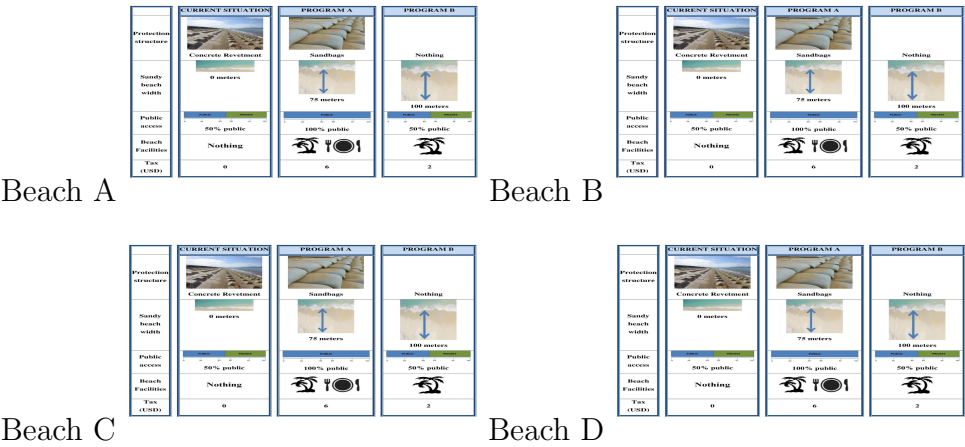 CURRENT SITUATION PROGRAM A PROGRAM B
Protection
structure
Concrete Revetment Sandbags Nothing
Sandy
beach
width
0 meters
75 meters
100 meters
Public
access
50% public 100% public 50% public
Beach
Facilities
Nothing
Tax
(USD)
0 6 2
Beach A
CURRENT SITUATION PROGRAM A PROGRAM B
Protection
structure
Concrete Revetment Sandbags Nothing
Sandy
beach
width
0 meters
75 meters
100 meters
Public
access
50% public 100% public 50% public
Beach
Facilities
Nothing
Tax
(USD)
0 6 2
Beach B
CURRENT SITUATION PROGRAM A PROGRAM B
Protection
structure
Concrete Revetment Sandbags Nothing
Sandy
beach
width
0 meters
75 meters
100 meters
Public
access
50% public 100% public 50% public
Beach
Facilities
Nothing
Tax
(USD)
0 6 2
Beach C
CURRENT SITUATION PROGRAM A PROGRAM B
Protection
structure
Concrete Revetment Sandbags Nothing
Sandy
beach
width
0 meters
75 meters
100 meters
Public
access
50% public 100% public 50% public
Beach
Facilities
Nothing
Tax
(USD)
0 6 2
Beach D